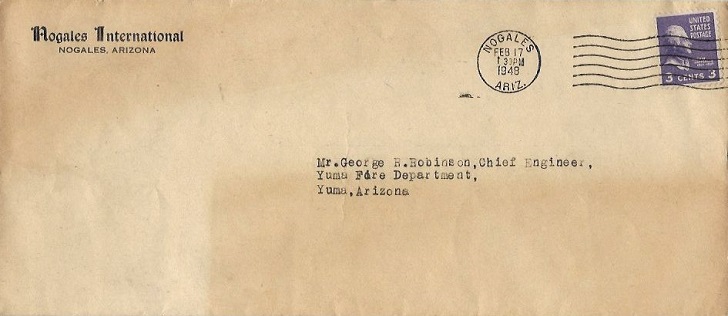 Nogales International
NOGALES, ARIZONA
NOGALES
FEB 17
1 30 PM
1948
ARIZ.
UNITED
STATES
POSTAGE
3 CENTS 3
Mr.George R.Robinson,Chief Engineer,
Yuma Fire Department,
Yuma,Arizona